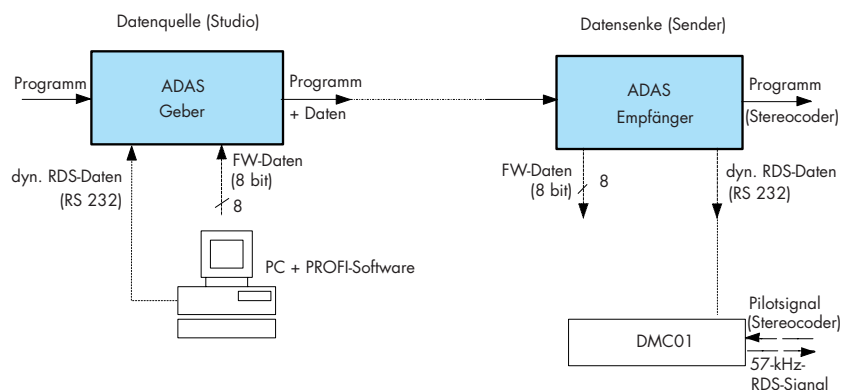 Datenquelle (Studio)
Datensenke (Sender)
Programm
ADAS
Geber
Programm
+ Daten
ADAS
Empfänger
Programm
(Stereocoder)
dyn. RDS-Daten
(RS 232)
FW-Daten
(8 bit)
8
FW-Daten
(8 bit)
8
dyn. RDS-Daten
(RS 232)
PC + PROFI-Software
DMC01
Pilotsignal
(Stereocoder)
57-kHz-
RDS-Signal